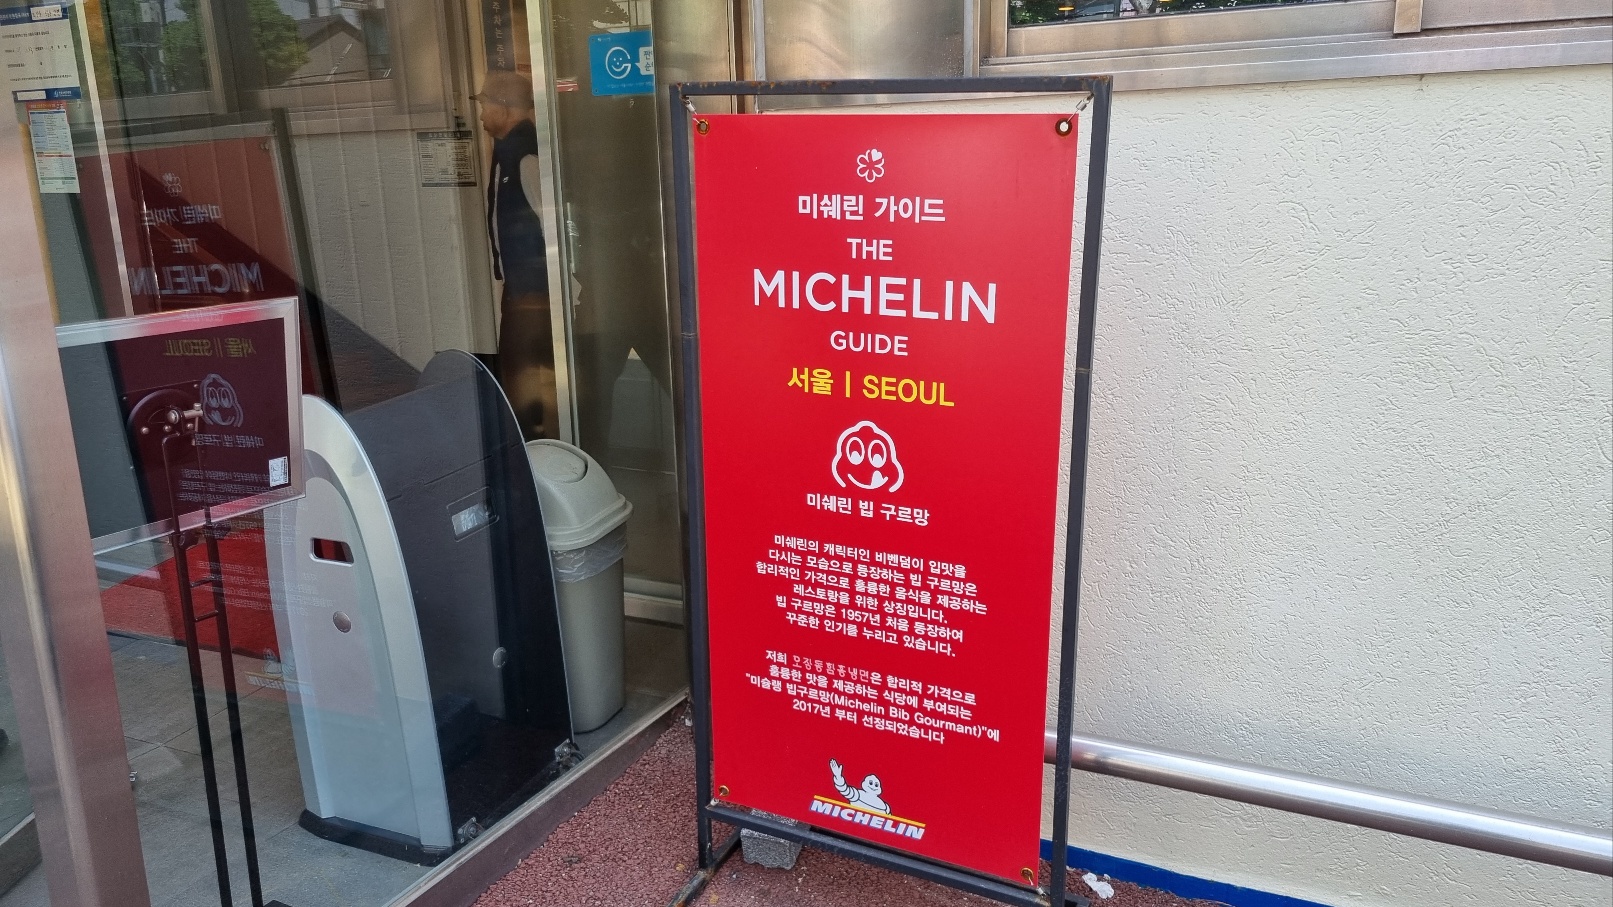 미쉐린 가이드
THE
MICHELIN
GUIDE
서울 | SEOUL
미쉐린 빕 구르망
미쉐린의 캐릭터인 비벤덤이 입맛을
다시는 모습으로 등장하는 빕 구르망은
합리적인 가격으로 훌륭한 음식을 제공하는
레스토랑을 위한 상징입니다.
빕 구르망은 1957년 처음 등장하여
꾸준한 인기를 누리고 있습니다.
저희 오장동흥남은 합리적 가격으로
훌륭한 맛을 제공하는 식당에 부여되는
"미슐랭 빕구르망(Michelin Bib Gourmant)"에
2017년 부터 선정되었습니다
MICHELIN